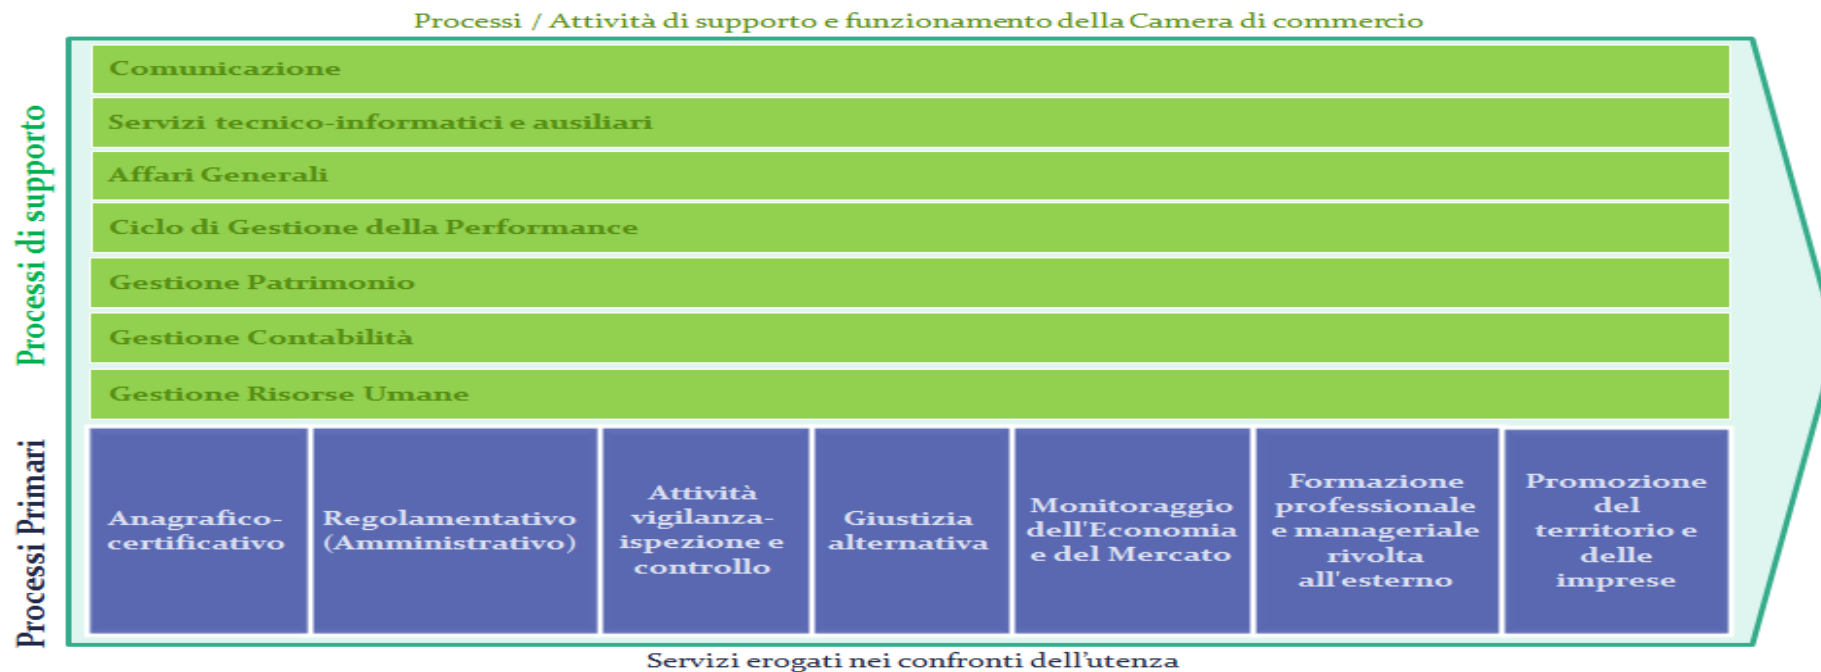 Processi / Attività di supporto e funzionamento della Camera di commercio
Processi di supporto
Comunicazione
Servizi tecnico-informatici e ausiliari
Affari Generali
Ciclo di Gestione della Performance
Gestione Patrimonio
Gestione Contabilità
Gestione Risorse Umane
Processi Primari
Anagrafico-
certificativo
Regolamentativo
(Amministrativo)
Attività
vigilanza-
ispezione e
controllo
Giustizia
alternativa
Monitoraggio
dell'Economia
e del Mercato
Formazione
professionale
e manageriale
rivolta
all'esterno
Promozione
del
territorio e
delle
imprese
Servizi erogati nei confronti dell'utenza